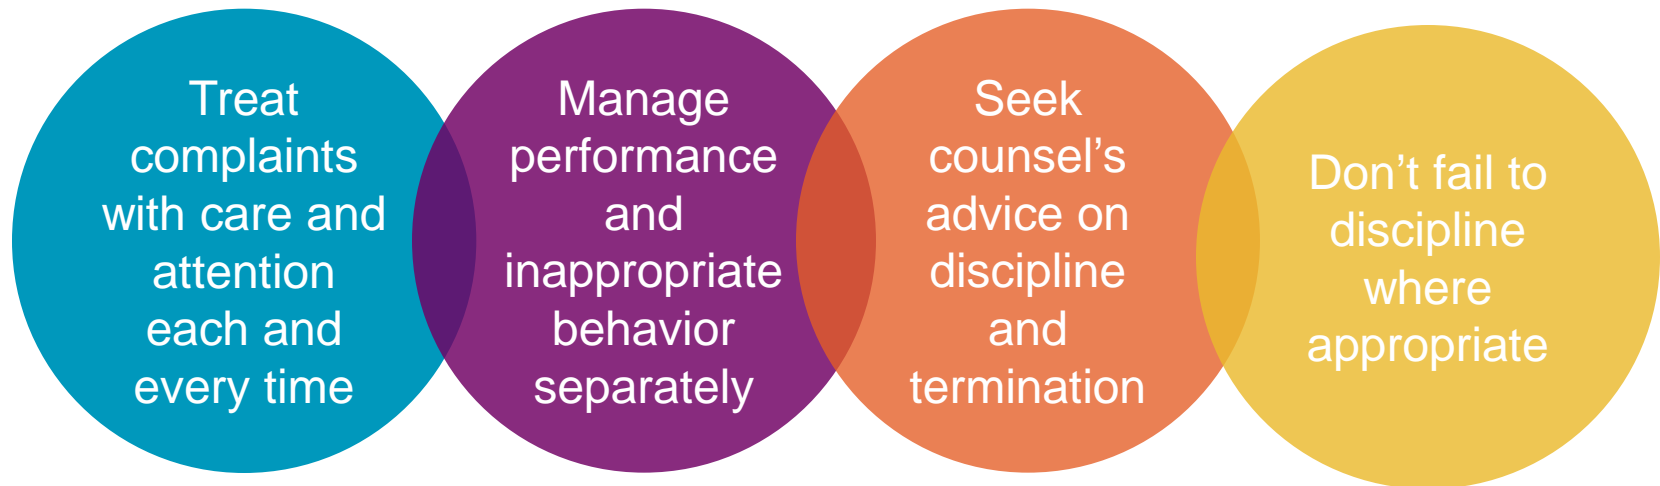 Treat
complaints
with care and
attention
each and
every time
Manage
performance
and
inappropriate
behavior
separately
Seek
counsel’s
advice on
discipline
and
termination
Don’t fail to
discipline
where
appropriate